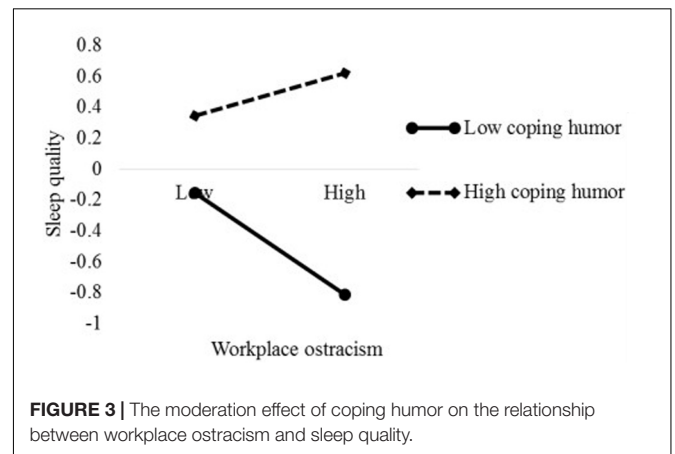 0.8
0.6
0.4
0.2
0
-0.2
-0.4
-0.6
-0.8
-1
Sleep quality
Low
High
Workplace ostracism
Low coping humor
High coping humor
FIGURE 3 | The moderation effect of coping humor on the relationship
between workplace ostracism and sleep quality.